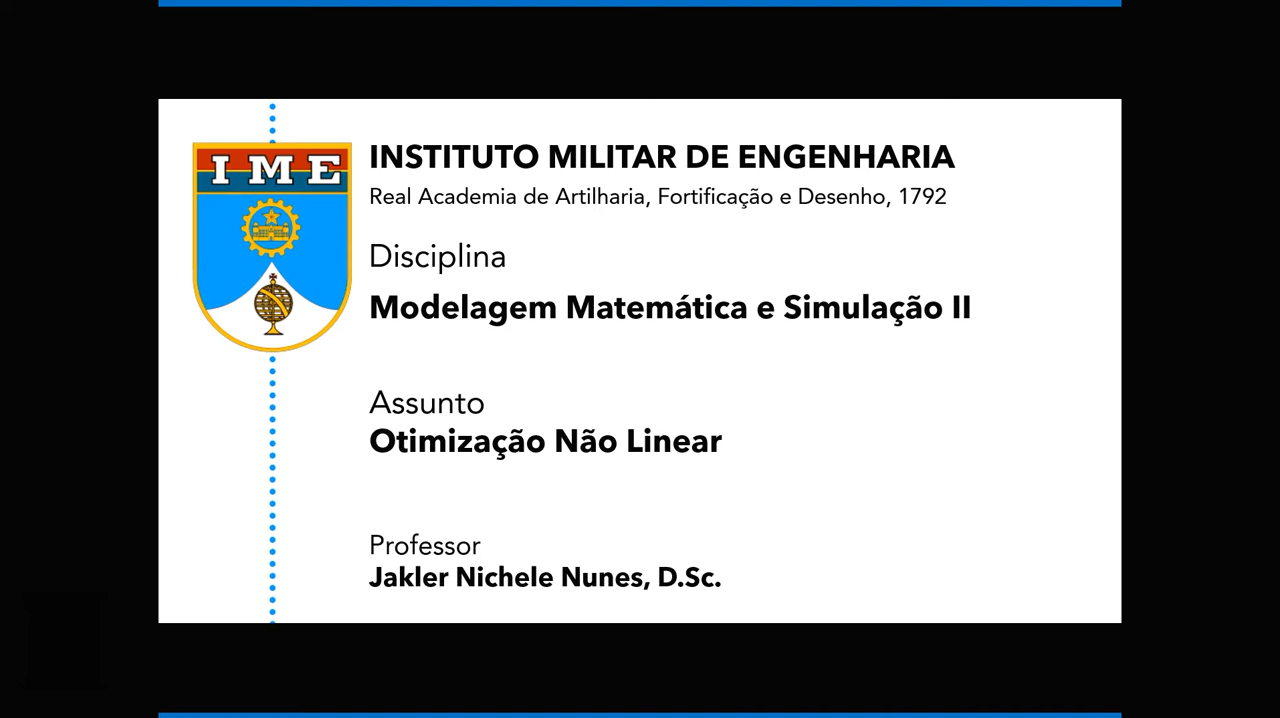 IME
INSTITUTO MILITAR DE ENGENHARIA
Real Academia de Artilharia, Fortificação e Desenho, 1792
Disciplina
Modelagem Matemática e Simulação II
Assunto
Otimização Não Linear
Professor
Jakler Nichele Nunes, D.Sc.